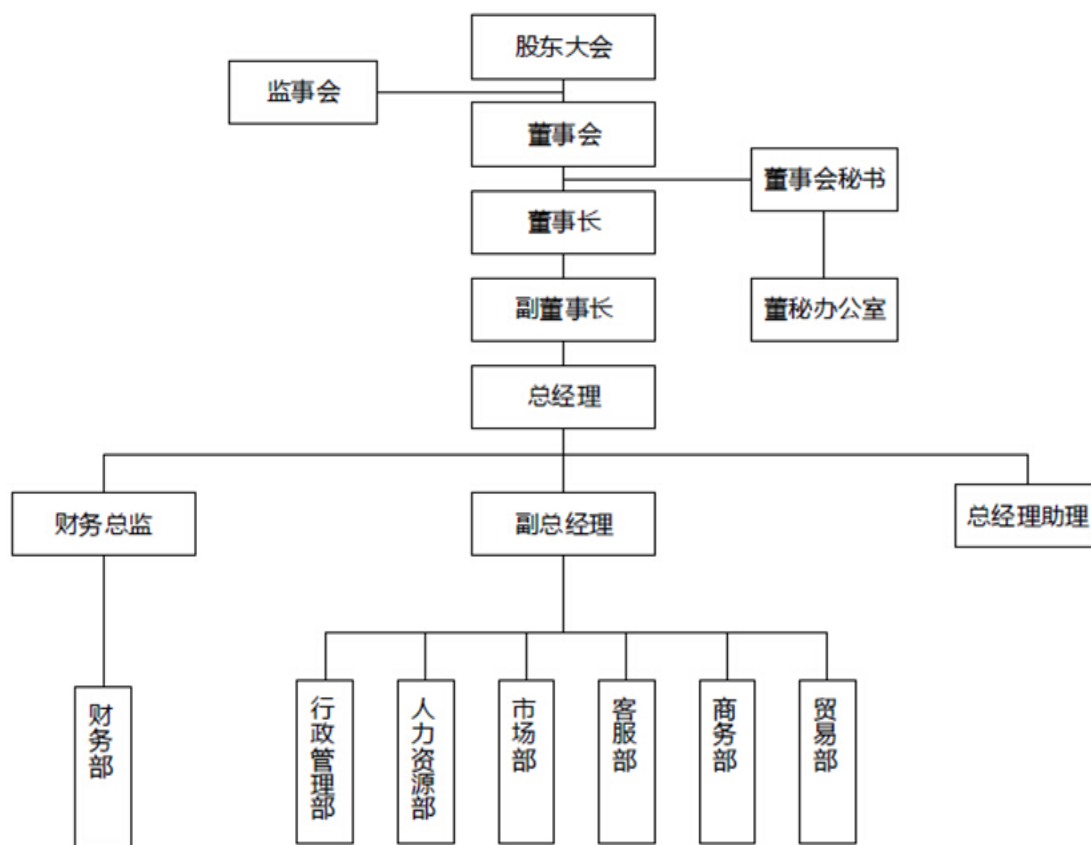 股东大会
监事会
董事会
董事会秘书
董事长
副董事长
董秘办公室
总经理
财务总监
副总经理
总经理助理
财务部
行政管理部
人力资源部
市场部
客服部
商务部
贸易部